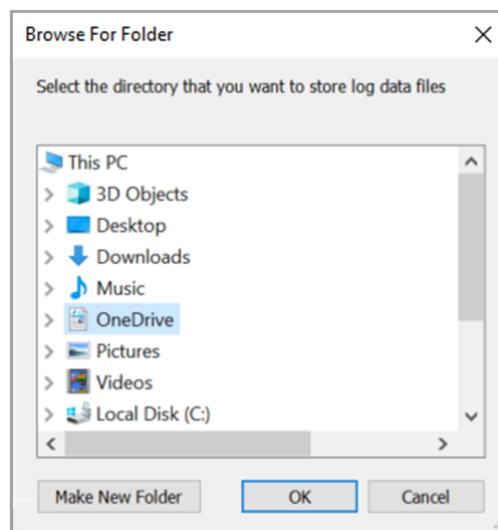 Browse For Folder
Select the directory that you want to store log data files
This PC
3D Objects
Desktop
Downloads
Music
OneDrive
Pictures
Videos
Local Disk (C:)
Make New Folder OK Cancel